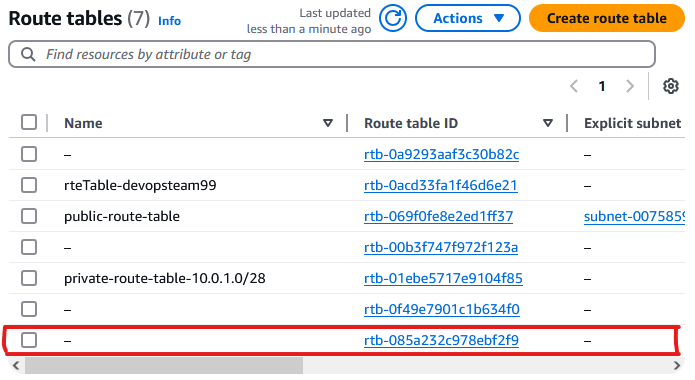 Route tables (7) Info
Last updated
less than a minute ago
Actions
Create route table
Find resources by attribute or tag
1
Name Route table ID Explicit subnet
– rtb-0a9293aaf3c30b82c –
rteTable-devopsteam99 rtb-0acd33fa1f46d6e21 –
public-route-table rtb-069f0fe8e2ed1ff37 subnet-0075859
– rtb-00b3f747f972f123a –
private-route-table-10.0.1.0/28 rtb-01ebe5717e9104f85 –
– rtb-0f49e7901c1b634f0 –
– rtb-085a232c978ebf2f9 –